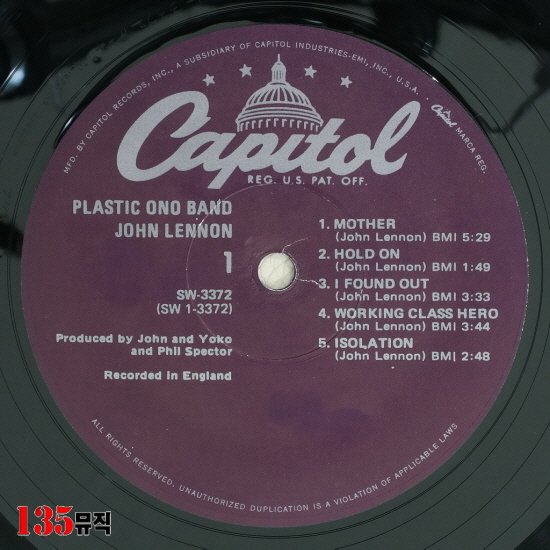 MFD. BY CAPITOL RECORDS, INC., A SUBSIDIARY OF CAPITOL INDUSTRIES-EMI, INC., U.S.A.
Capitol MARCA REG.
Capitol
REG. U.S. PAT. OFF.
PLASTIC ONO BAND
JOHN LENNON
1
SW-3372
(SW 1-3372)
Produced by John and Yoko
and Phil Spector
Recorded in England
1. MOTHER
(John Lennon) BMI 5:29
2. HOLD ON
(John Lennon) BMI 1:49
3. I FOUND OUT
(John Lennon) BMI 3:33
4. WORKING CLASS HERO
(John Lennon) BMI 3:44
5. ISOLATION
(John Lennon) BMI 2:48
ALL RIGHTS RESERVED. UNAUTHORIZED DUPLICATION IS A VIOLATION OF APPLICABLE LAWS
135뮤직